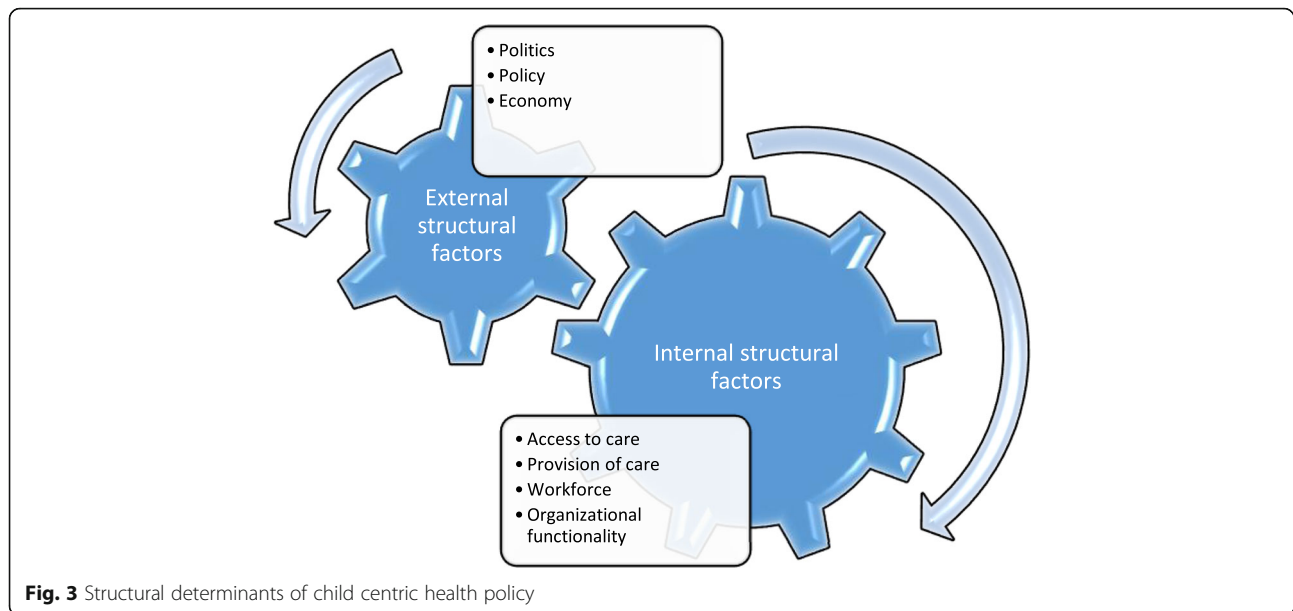 • Politics
• Policy
• Economy
External
structural
factors
Internal structural
factors
• Access to care
• Provision of care
• Workforce
• Organizational
functionality
Fig. 3 Structural determinants of child centric health policy